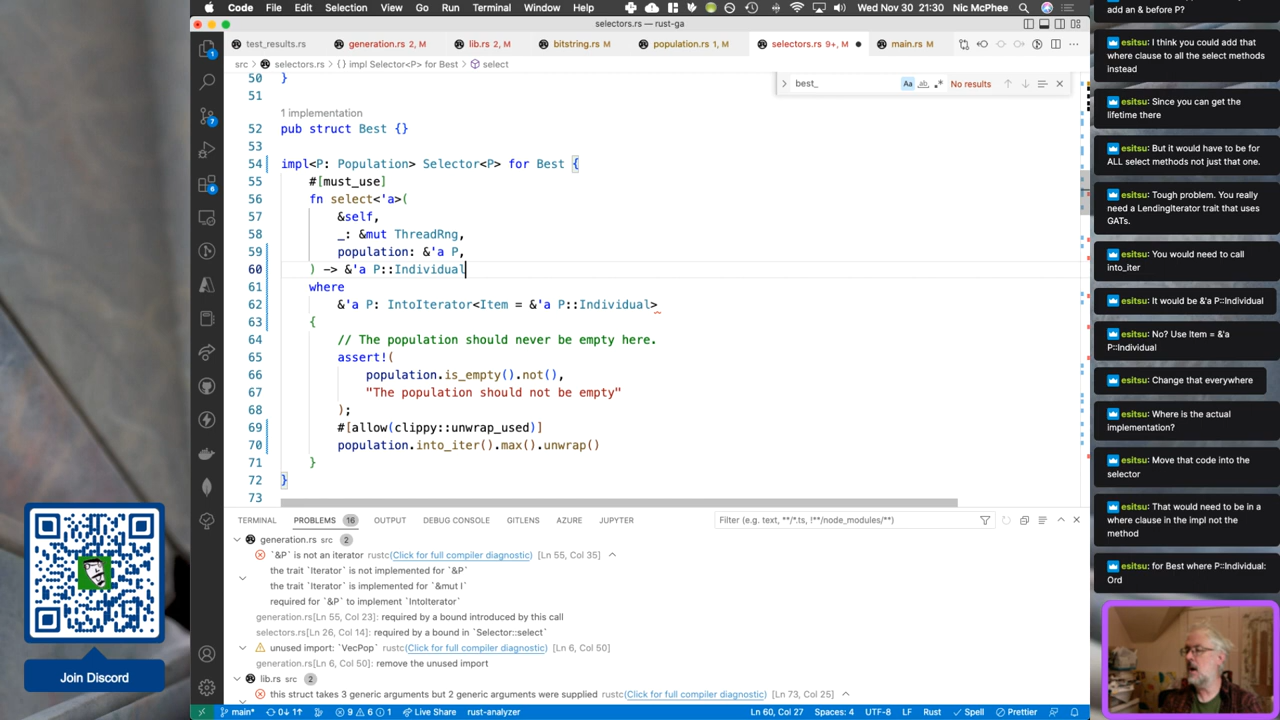 Code File Edit Selection View Go Run Terminal Window Help Wed 30 Nov 21:30 Nic McPhee
selectors.rs — rust-ga
test_results.rs generation.rs 2, M lib.rs 2, M bitstring.rs M population.rs 1, M selectors.rs 9+, M main.rs M
src > selectors.rs > {} impl Selector<P> for Best > select
best_
Aa ab .* No results
50 }
51
1 implementation
52 pub struct Best {}
53
54 impl<P: Population> Selector<P> for Best {
55 #[must_use]
56 fn select<'a>(
57 &self,
58 _: &mut ThreadRng,
59 population: &'a P,
60 ) -> &'a P::Individual
61 where
62 &'a P: IntoIterator<Item = &'a P::Individual>
63 {
64 // The population should never be empty here.
65 assert!(
66 population.is_empty().not(),
67 "The population should not be empty"
68 );
69 #[allow(clippy::unwrap_used)]
70 population.into_iter().max().unwrap()
71 }
72 }
73
TERMINAL PROBLEMS 16 OUTPUT DEBUG CONSOLE GITLENS AZURE JUPYTER
Filter (e.g. text, **/*.ts, !**/node_modules/**)
generation.rs src 2
`&P` is not an iterator rustc(Click for full compiler diagnostic) [Ln 55, Col 35]
the trait `Iterator` is not implemented for `&P`
the trait `Iterator` is implemented for `&mut I`
required for `&P` to implement `IntoIterator`
generation.rs[Ln 55, Col 23]: required by a bound introduced by this call
selectors.rs[Ln 26, Col 14]: required by a bound in `Selector::select`
unused import: `VecPop` rustc(Click for full compiler diagnostic) [Ln 6, Col 50]
generation.rs[Ln 6, Col 50]: remove the unused import
lib.rs src 2
this struct takes 3 generic arguments but 2 generic arguments were supplied rustc(Click for full compiler diagnostic) [Ln 73, Col 25]
main* 0↓ 1↑ 9 6 1 Live Share rust-analyzer Ln 60, Col 27 Spaces: 4 UTF-8 LF Rust Spell Prettier
add an & before P?
esitsu: I think you could add that
where clause to all the select methods
instead
esitsu: Since you can get the
lifetime there
esitsu: But it would have to be for
ALL select methods not just that one.
esitsu: Tough problem. You really
need a LendingIterator trait that uses
GATs.
esitsu: You would need to call
into_iter
esitsu: It would be &'a P::Individual
esitsu: No? Use Item = &'a
P::Individual
esitsu: Change that everywhere
esitsu: Where is the actual
implementation?
esitsu: Move that code into the
selector
esitsu: That would need to be in a
where clause in the impl not the
method
esitsu: for Best where P::Individual:
Ord
Join Discord